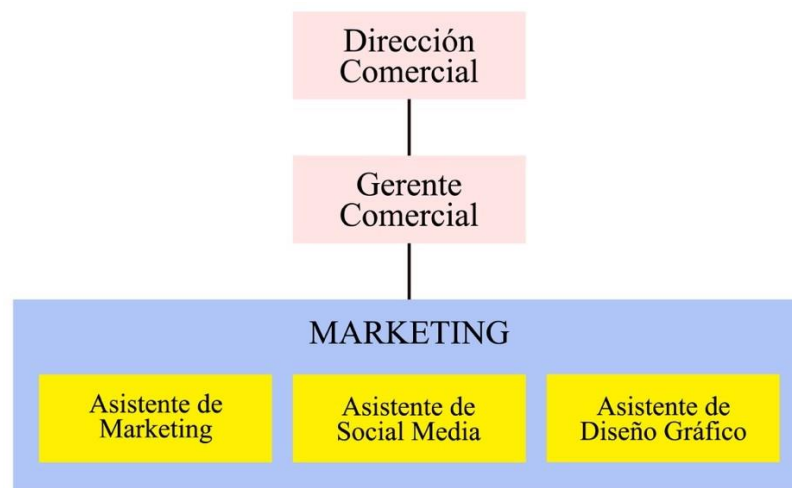 Dirección
Comercial
Gerente
Comercial
MARKETING
Asistente de
Marketing
Asistente de
Social Media
Asistente de
Diseño Gráfico